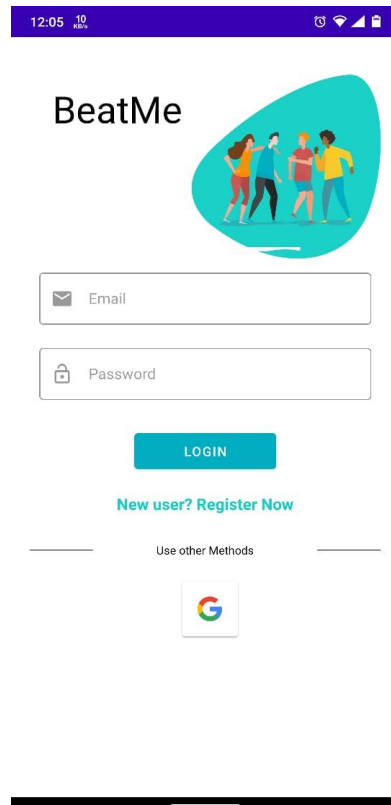 12:05 10
KB/s
BeatMe
Email
Password
LOGIN
New user? Register Now
Use other Methods
G